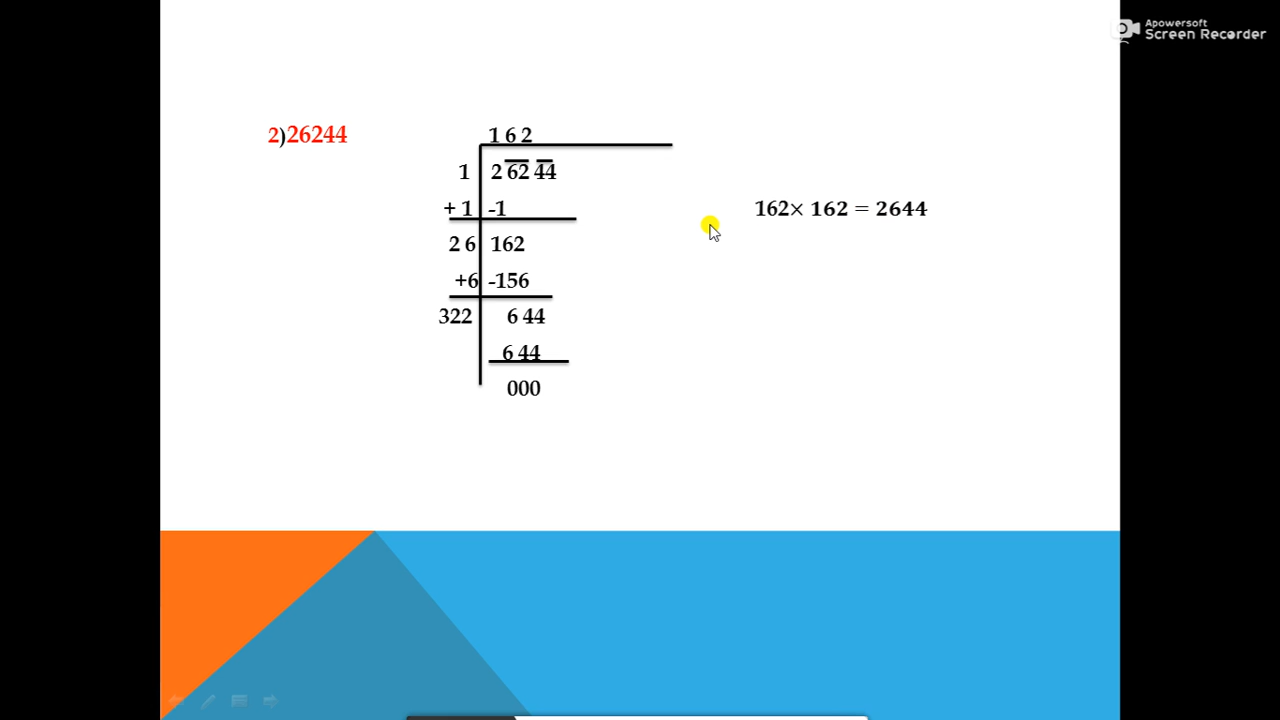 Apowersoft
Screen Recorder
2)26244
1 6 2
1 2 62 44
+ 1 -1
2 6 162
+6 -156
322 6 44
6 44
000
162× 162 = 2644